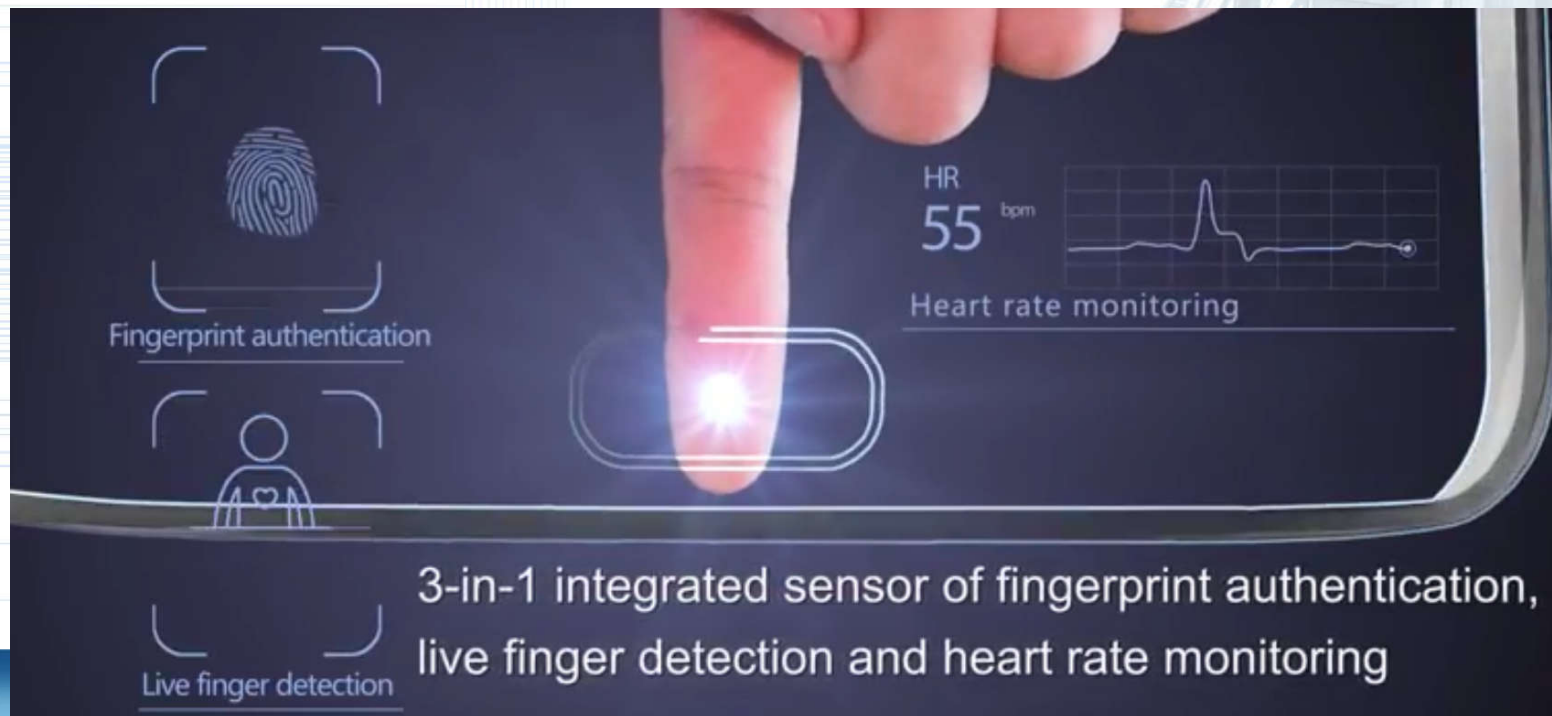 Fingerprint authentication
HR
55 bpm
Heart rate monitoring
3-in-1 integrated sensor of fingerprint authentication,
live finger detection and heart rate monitoring
Live finger detection